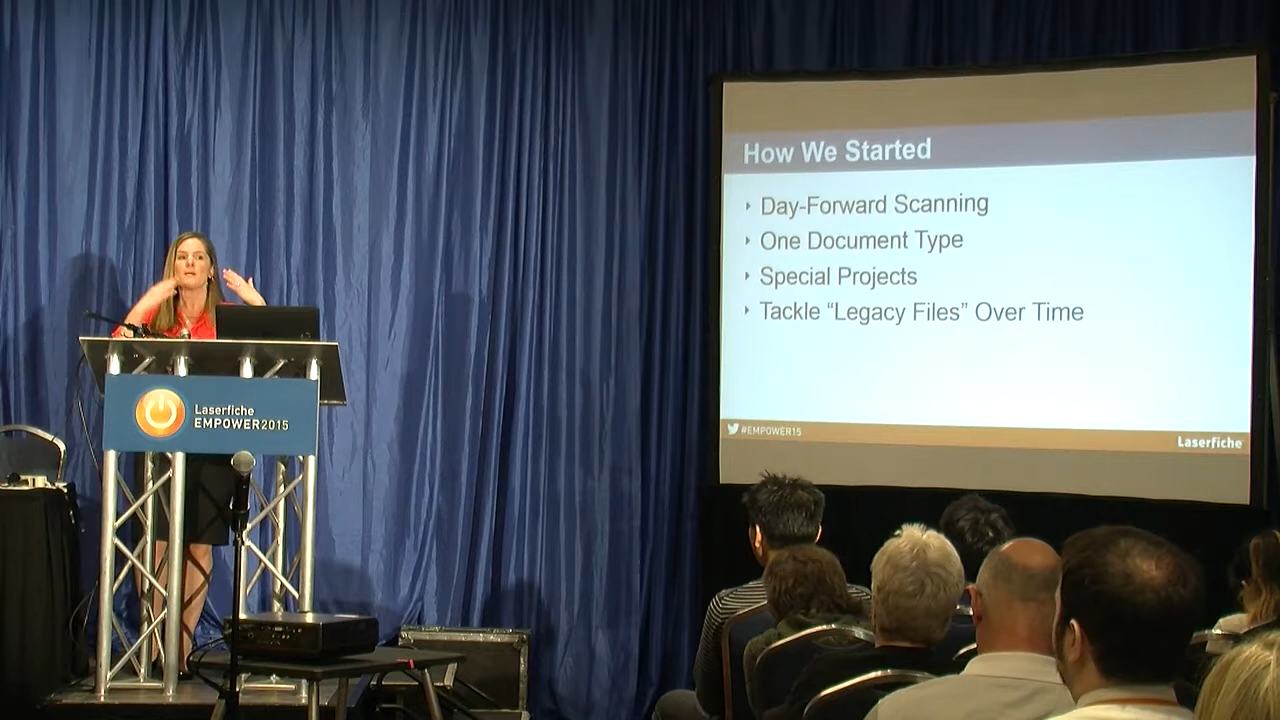 How We Started
Day-Forward Scanning
One Document Type
Special Projects
Tackle “Legacy Files” Over Time
#EMPOWER15
Laserfiche
Laserfiche
EMPOWER2015